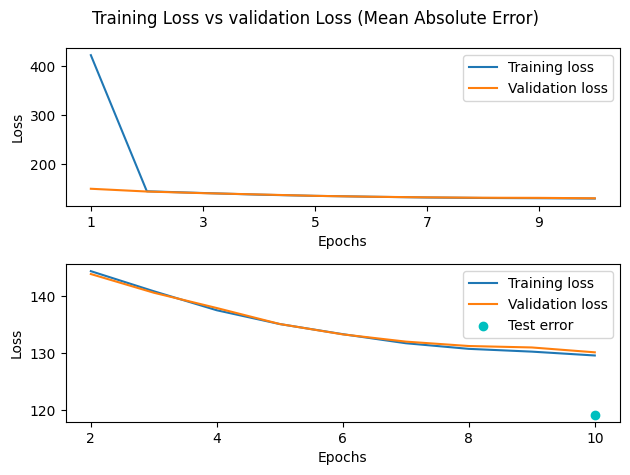 Training Loss vs validation Loss (Mean Absolute Error)
400
300
200
Loss
Training loss
Validation loss
1 3 5 7 9
Epochs
140
130
120
Loss
Training loss
Validation loss
Test error
2 4 6 8 10
Epochs